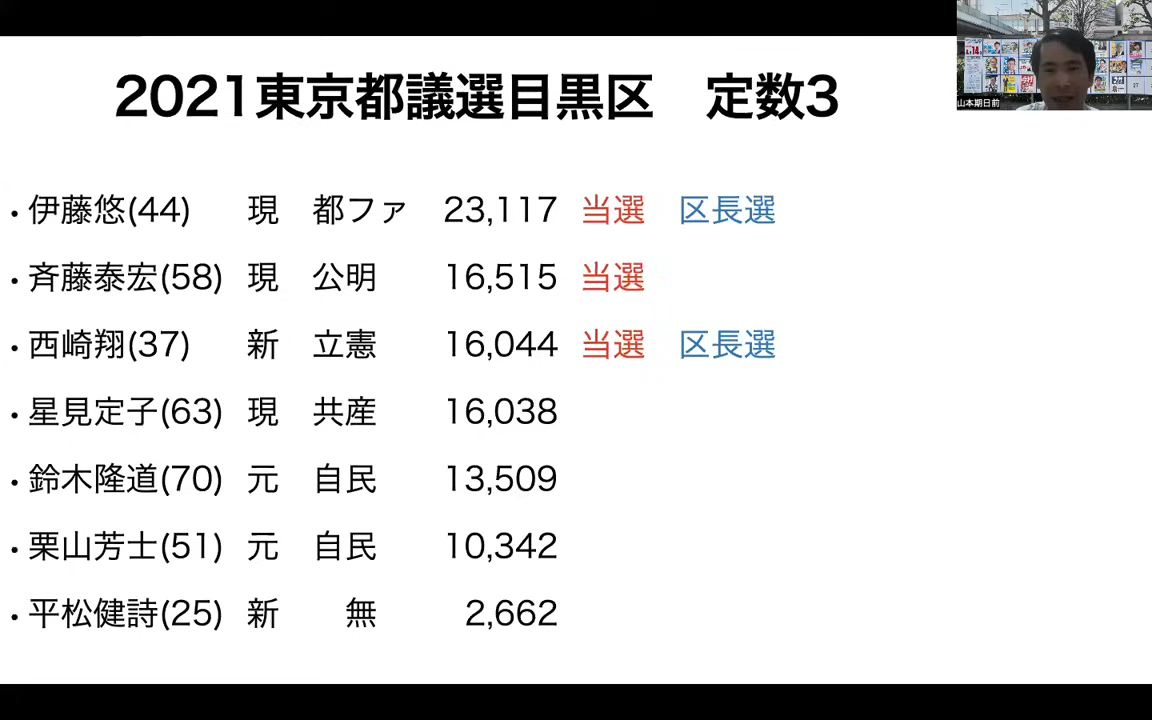 2021東京都議選目黒区　定数3
山本期日前
・伊藤悠(44)　現　都ファ　23,117　当選　区長選
・斉藤泰宏(58)　現　公明　16,515　当選
・西崎翔(37)　新　立憲　16,044　当選　区長選
・星見定子(63)　現　共産　16,038
・鈴木隆道(70)　元　自民　13,509
・栗山芳士(51)　元　自民　10,342
・平松健詩(25)　新　無　2,662